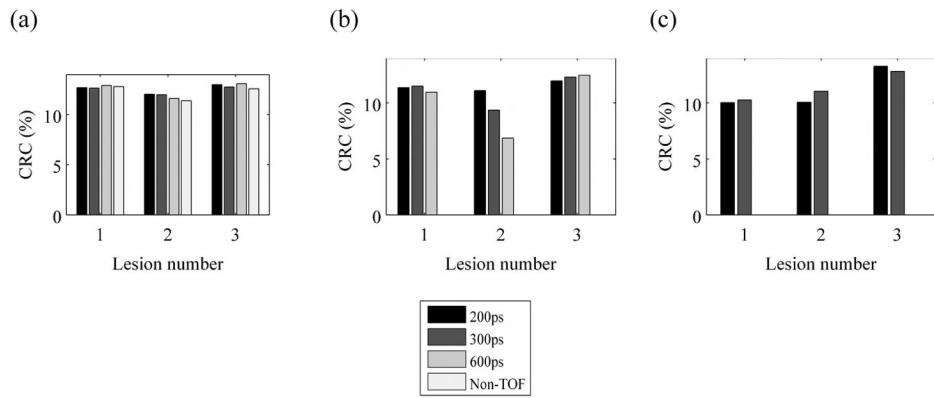 (a)
(b)
(c)
CRC (%)
10
5
0
1 2 3
Lesion number
CRC (%)
10
5
0
1 2 3
Lesion number
CRC (%)
10
5
0
1 2 3
Lesion number
200ps
300ps
600ps
Non-TOF